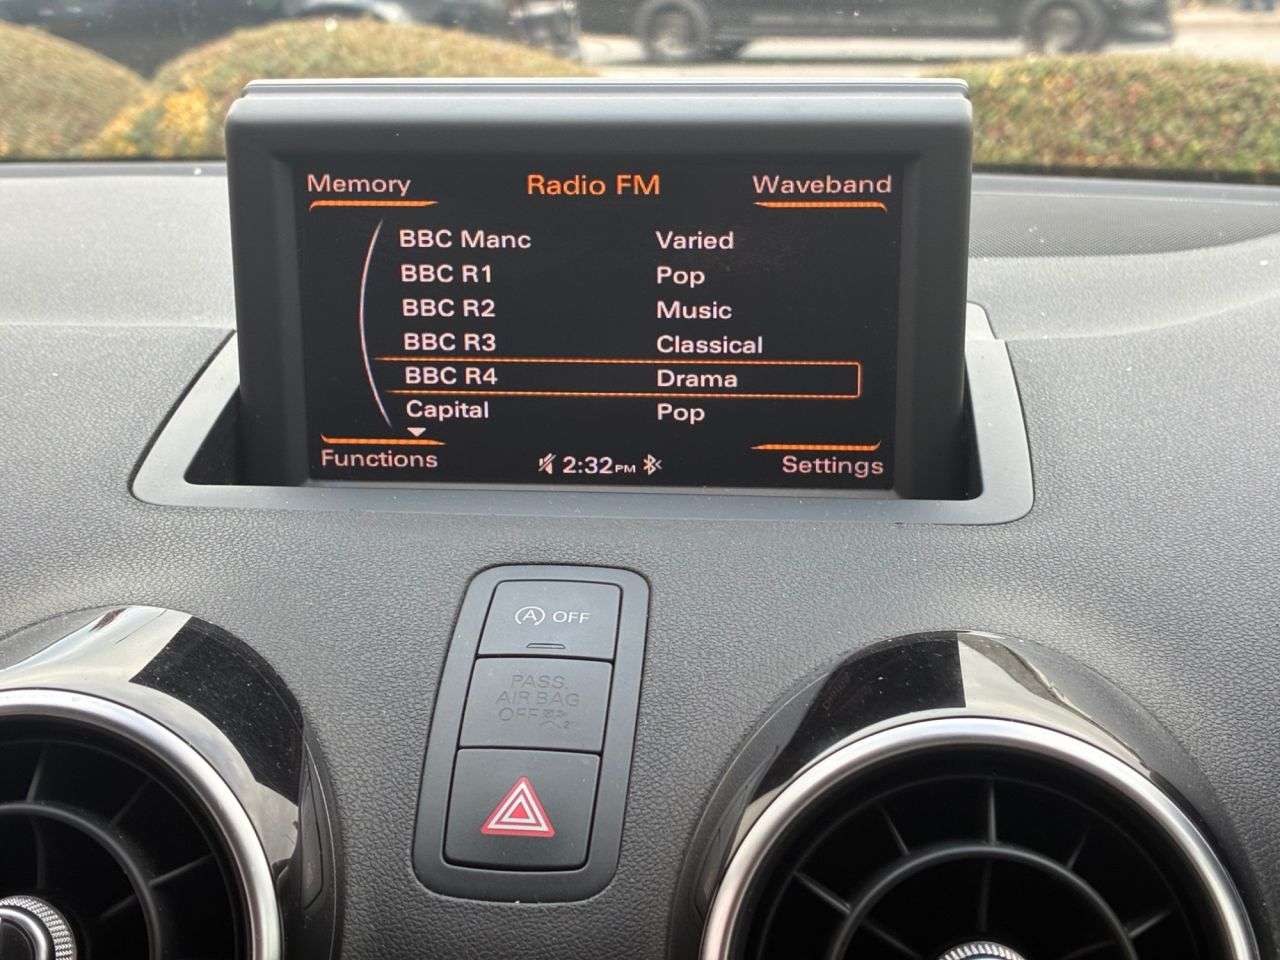 Memory Radio FM Waveband
BBC Manc Varied
BBC R1 Pop
BBC R2 Music
BBC R3 Classical
BBC R4 Drama
Capital Pop
Functions 2:32PM Settings
A OFF
PASS.
AIR BAG
OFF